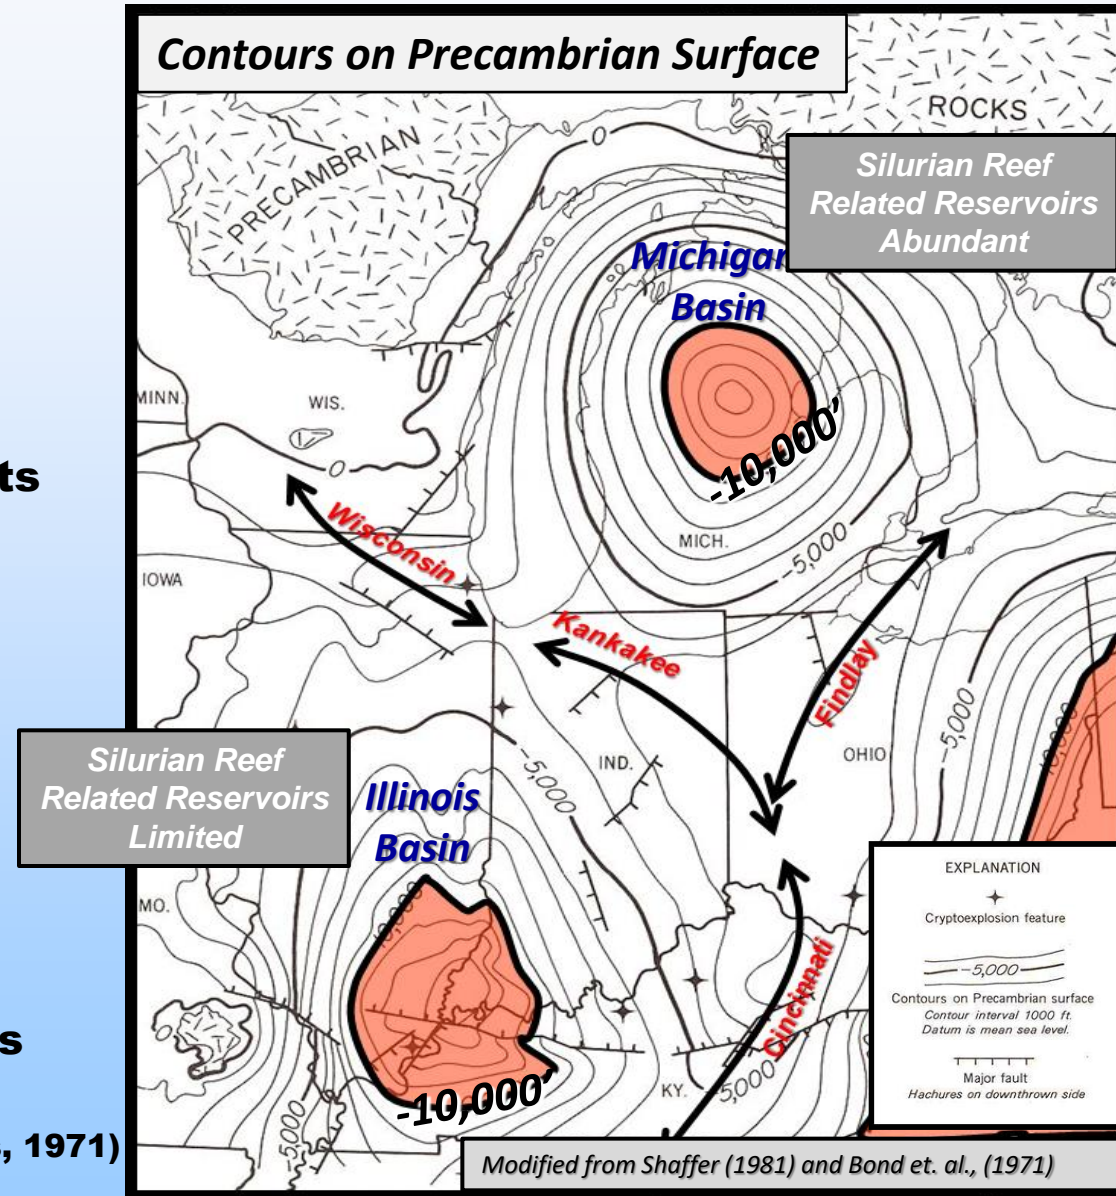 Contours on Precambrian Surface
ROCKS
PRECAMBRIAN
0
Silurian Reef
Related Reservoirs
Abundant
Michigan
Basin
-10,000'
MINN.
WIS.
0
ts
Wisconsin
MICH.
-5,000
IOWA
Kankakee
Findlay
-5,000
OHIO
IND.
-5,000
Silurian Reef
Related Reservoirs
Limited
Illinois
Basin
MO.
Cincinnati
s
-10,000'
KY.
-5,000
-5000
, 1971)
EXPLANATION
Cryptoexplosion feature
-5,000
Contours on Precambrian surface
Contour interval 1000 ft.
Datum is mean sea level.
Major fault
Hachures on downthrown side
Modified from Shaffer (1981) and Bond et. al., (1971)